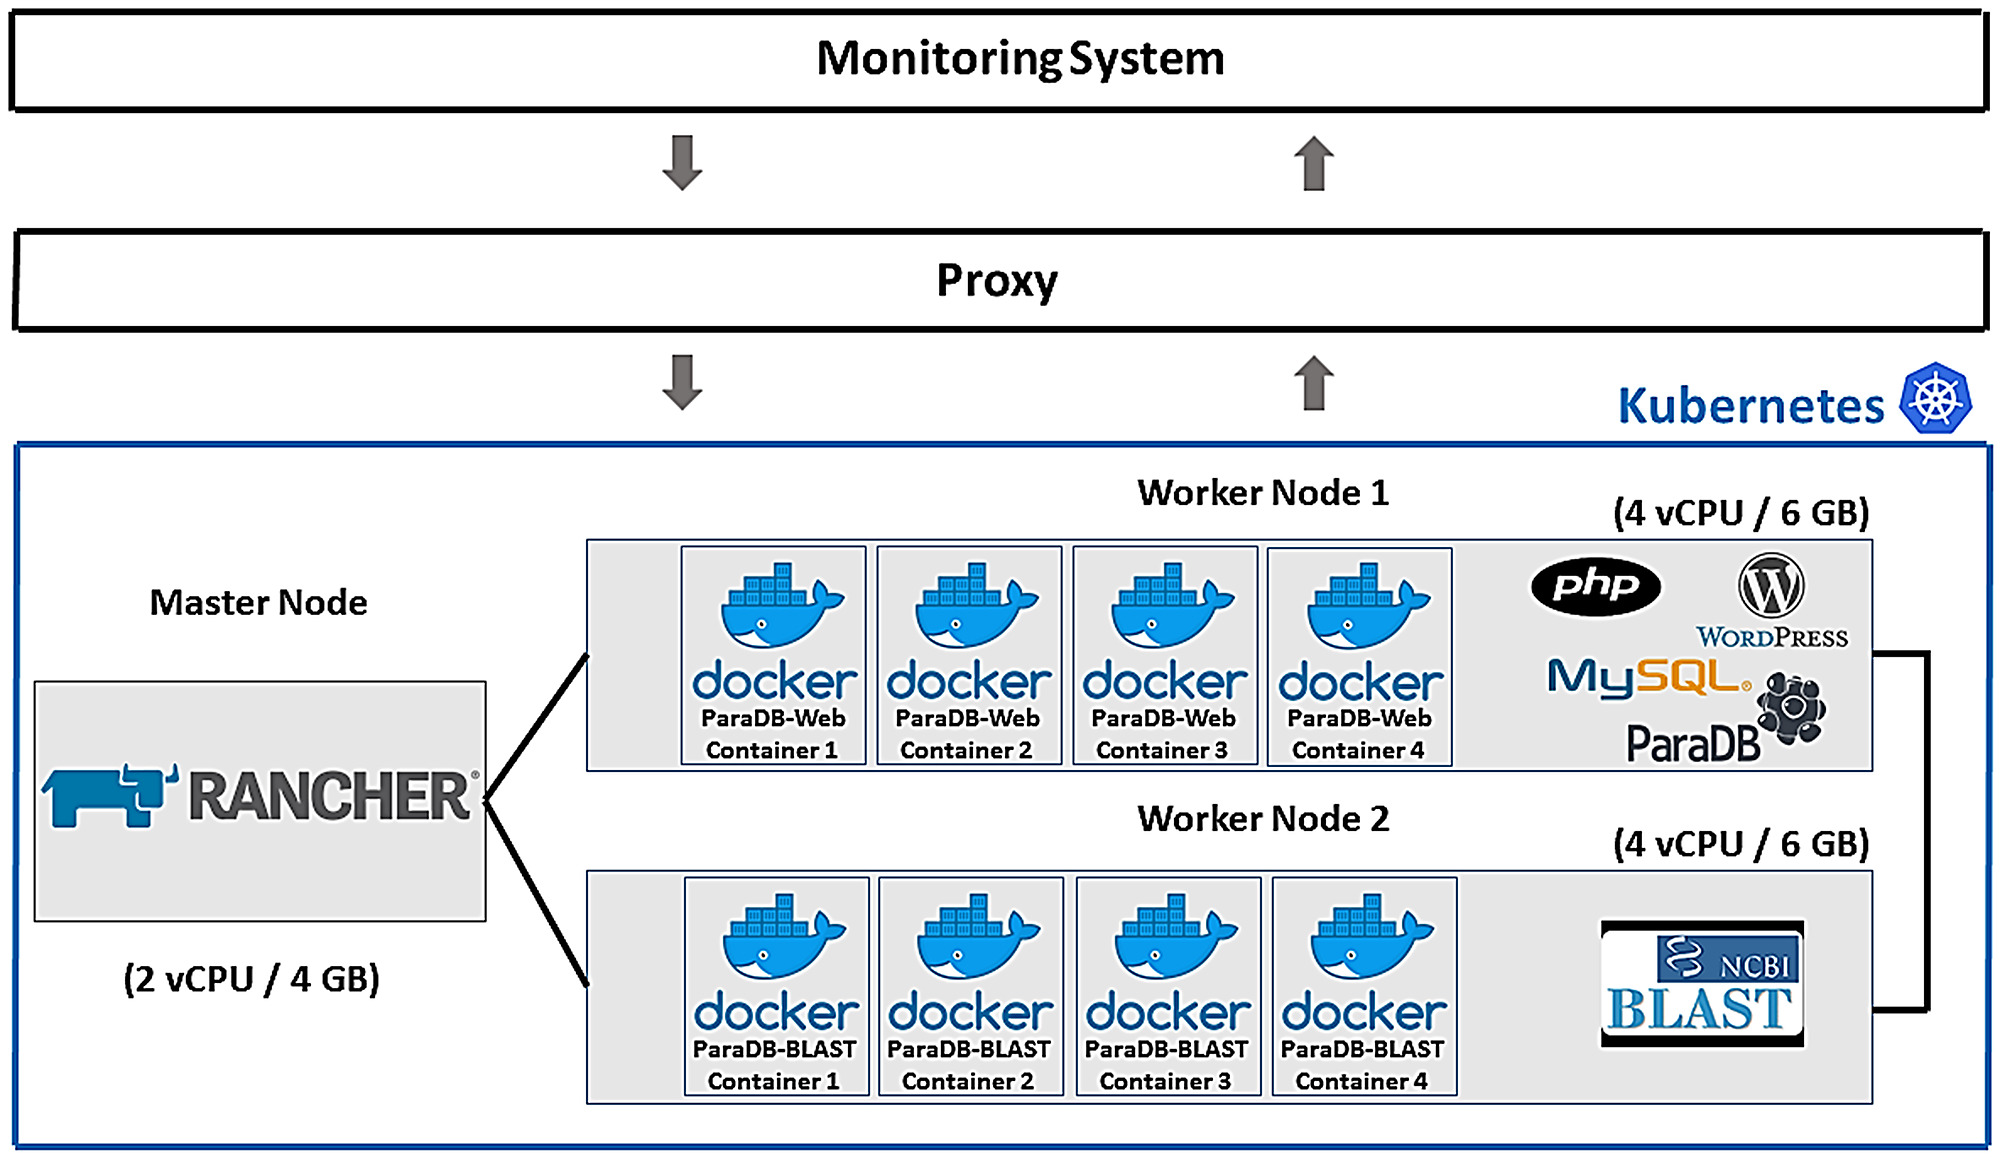 Monitoring System
Proxy
Kubernetes
Worker Node 1
(4 vCPU / 6 GB)
Master Node
RANCHER®
(2 vCPU / 4 GB)
docker
ParaDB-Web
Container 1
docker
ParaDB-Web
Container 2
docker
ParaDB-Web
Container 3
docker
ParaDB-Web
Container 4
php
W
WORDPRESS
MySQL®
ParaDB
Worker Node 2
(4 vCPU / 6 GB)
docker
ParaDB-BLAST
Container 1
docker
ParaDB-BLAST
Container 2
docker
ParaDB-BLAST
Container 3
docker
ParaDB-BLAST
Container 4
NCBI
BLAST